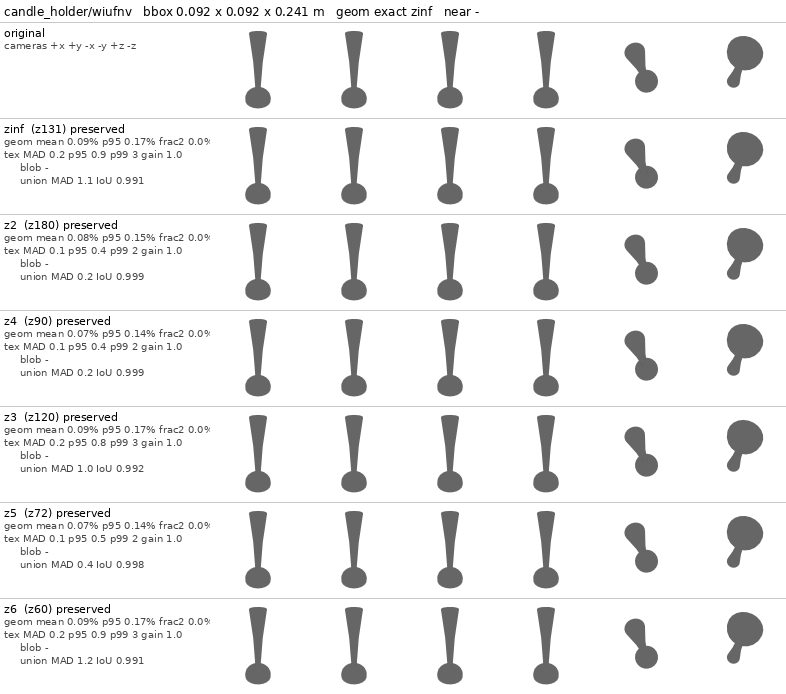 candle_holder/wiufnv   bbox 0.092 x 0.092 x 0.241 m   geom exact zinf   near -
original
cameras +x +y -x -y +z -z
zinf  (z131) preserved
geom mean 0.09% p95 0.17% frac2 0.0%
tex MAD 0.2 p95 0.9 p99 3 gain 1.0
blob -
union MAD 1.1 IoU 0.991
z2  (z180) preserved
geom mean 0.08% p95 0.15% frac2 0.0%
tex MAD 0.1 p95 0.4 p99 2 gain 1.0
blob -
union MAD 0.2 IoU 0.999
z4  (z90) preserved
geom mean 0.07% p95 0.14% frac2 0.0%
tex MAD 0.1 p95 0.4 p99 2 gain 1.0
blob -
union MAD 0.2 IoU 0.999
z3  (z120) preserved
geom mean 0.09% p95 0.17% frac2 0.0%
tex MAD 0.2 p95 0.8 p99 3 gain 1.0
blob -
union MAD 1.0 IoU 0.992
z5  (z72) preserved
geom mean 0.07% p95 0.14% frac2 0.0%
tex MAD 0.1 p95 0.5 p99 2 gain 1.0
blob -
union MAD 0.4 IoU 0.998
z6  (z60) preserved
geom mean 0.09% p95 0.17% frac2 0.0%
tex MAD 0.2 p95 0.9 p99 3 gain 1.0
blob -
union MAD 1.2 IoU 0.991